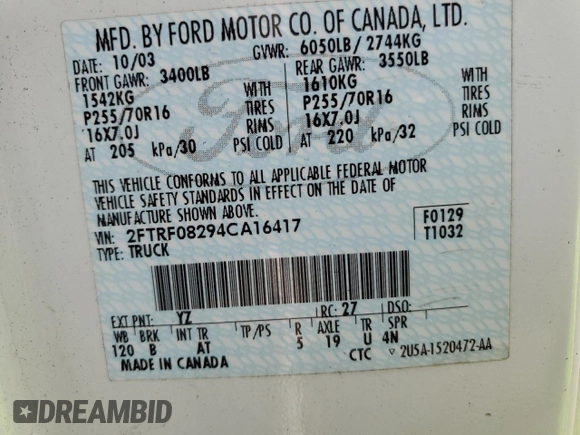 MFD. BY FORD MOTOR CO. OF CANADA, LTD.
DATE: 10/03 GVWR: 6050LB/ 2744KG
FRONT GAWR: 3400LB REAR GAWR: 3550LB
1542KG WITH 1610KG WITH
P255/70R16 TIRES P255/70R16 TIRES
16X7.0J RIMS 16X7.0J RIMS
AT 205 kPa/30 PSI COLD AT 220 kPa/32 PSI COLD
Ford
THIS VEHICLE CONFORMS TO ALL APPLICABLE FEDERAL MOTOR
VEHICLE SAFETY STANDARDS IN EFFECT ON THE DATE OF
MANUFACTURE SHOWN ABOVE.
VIN: 2FTRF08294CA16417 F0129
TYPE: TRUCK T1032
EXT PNT: YZ RC: 27 DSO:
WB BRK INT TR TP/PS R AXLE TR SPR
120 B AT 5 19 U 4N
MADE IN CANADA CTC 2U5A-1520472-AA
DREAMBID